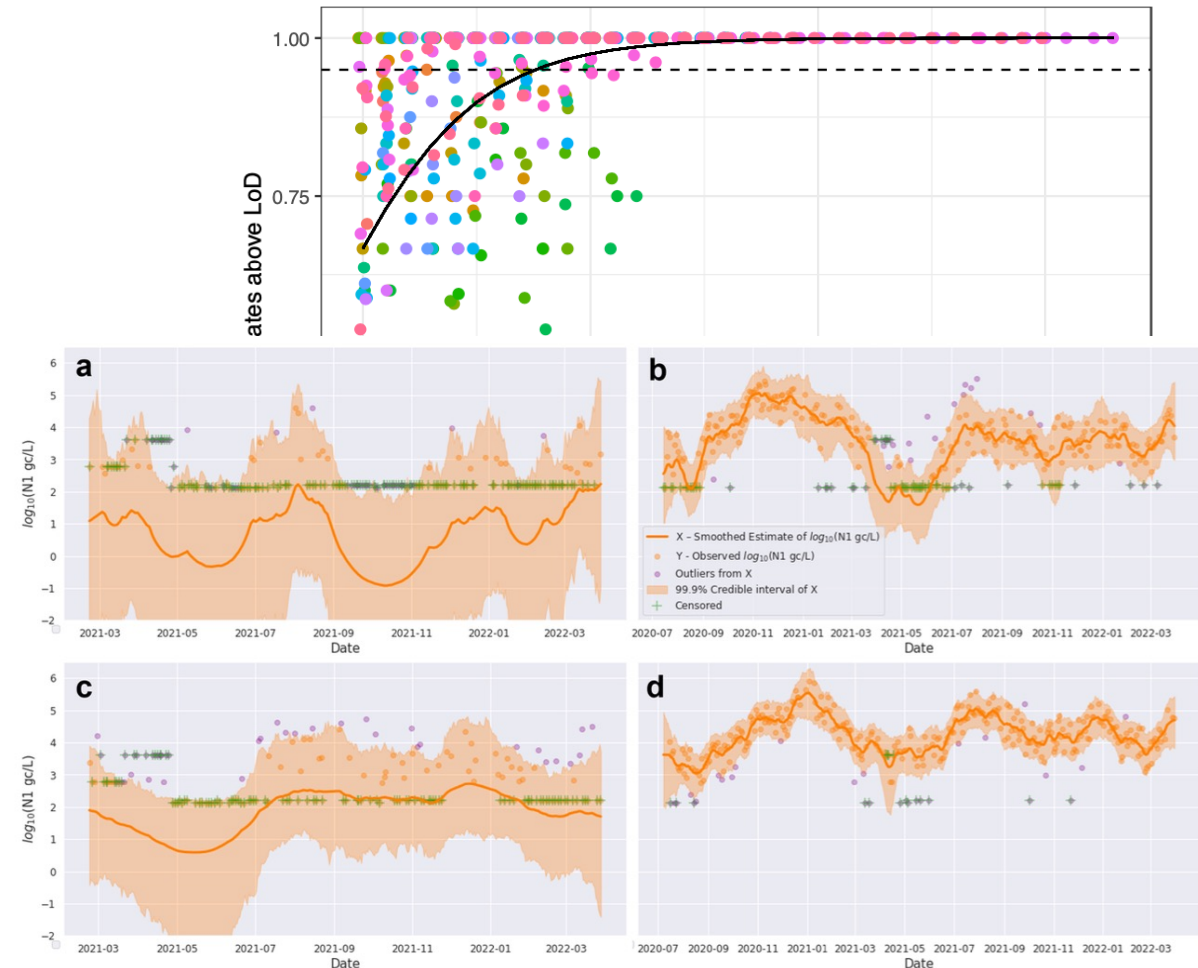 1.00
0.75
ates above LoD
a
6
5
4
3
2
1
0
−1
−2
log10(N1 gc/L)
2021-03 2021-05 2021-07 2021-09 2021-11 2022-01 2022-03
Date
b
X – Smoothed Estimate of log10(N1 gc/L)
Y - Observed log10(N1 gc/L)
Outliers from X
99.9% Credible interval of X
Censored
2020-07 2020-09 2020-11 2021-01 2021-03 2021-05 2021-07 2021-09 2021-11 2022-01 2022-03
Date
c
6
5
4
3
2
1
0
−1
−2
log10(N1 gc/L)
2021-03 2021-05 2021-07 2021-09 2021-11 2022-01 2022-03
Date
d
2020-07 2020-09 2020-11 2021-01 2021-03 2021-05 2021-07 2021-09 2021-11 2022-01 2022-03
Date